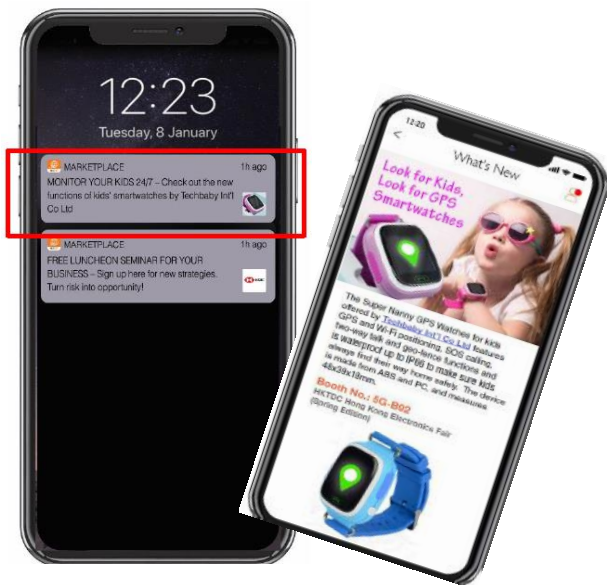 12:23
Tuesday, 8 January
MARKETPLACE 1h ago
MONITOR YOUR KIDS 24/7 – Check out the new
functions of kids' smartwatches by Techbaby Int'l
Co Ltd
MARKETPLACE 1h ago
FREE LUNCHEON SEMINAR FOR YOUR
BUSINESS – Sign up here for new strategies.
Turn risk into opportunity!
12:20
What's New
Look for Kids,
Look for GPS
Smartwatches
The Super Nanny GPS Watches for kids
offered by Techbaby Int'l Co Ltd features
GPS and Wi-Fi positioning, SOS calling,
two-way talk and geo-fence functions and
is waterproof up to IP66 to make sure kids
always find their way home safely. The device
is made from ABS and PC, and measures
48x39x18mm.
Booth No.: 5G-B02
HKTDC Hong Kong Electronics Fair
(Spring Edition)